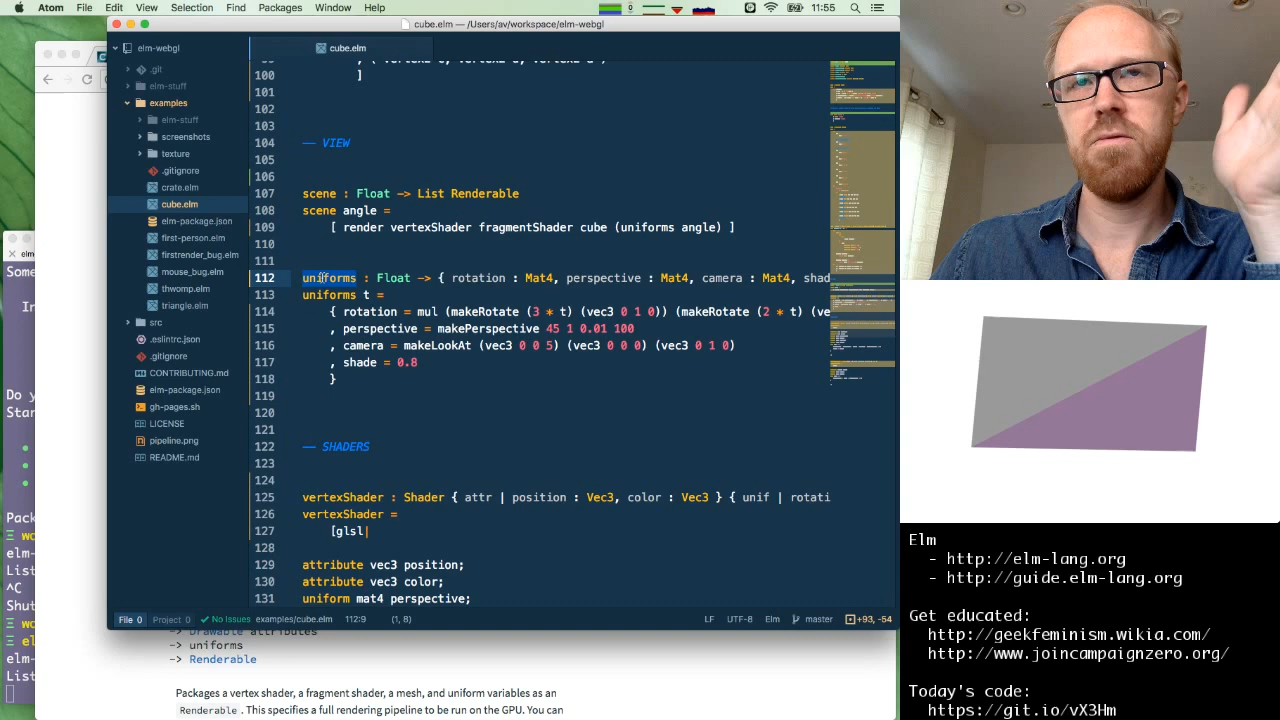 Atom File Edit View Selection Find Packages Window Help
11:55
cube.elm — /Users/av/workspace/elm-webgl
elm-webgl
.git
elm-stuff
examples
elm-stuff
screenshots
texture
.gitignore
crate.elm
cube.elm
elm-package.json
first-person.elm
firstrender_bug.elm
mouse_bug.elm
thwomp.elm
triangle.elm
src
.eslintrc.json
.gitignore
CONTRIBUTING.md
elm-package.json
gh-pages.sh
LICENSE
pipeline.png
README.md
cube.elm
100 ]
101
102
103
104 -- VIEW
105
106
107 scene : Float -> List Renderable
108 scene angle =
109 [ render vertexShader fragmentShader cube (uniforms angle) ]
110
111
112 uniforms : Float -> { rotation : Mat4, perspective : Mat4, camera : Mat4, shad
113 uniforms t =
114 { rotation = mul (makeRotate (3 * t) (vec3 0 1 0)) (makeRotate (2 * t) (ve
115 , perspective = makePerspective 45 1 0.01 100
116 , camera = makeLookAt (vec3 0 0 5) (vec3 0 0 0) (vec3 0 1 0)
117 , shade = 0.8
118 }
119
120
121
122 -- SHADERS
123
124
125 vertexShader : Shader { attr | position : Vec3, color : Vec3 } { unif | rotati
126 vertexShader =
127 [glsl|
128
129 attribute vec3 position;
130 attribute vec3 color;
131 uniform mat4 perspective;
File 0 Project 0 No Issues examples/cube.elm 112:9 (1, 8) LF UTF-8 Elm master +93, -54
elm
Some
In
Do y
Star
Pack
elm-
List
^C
Shut
elm-
List
-> Drawable attributes
-> uniforms
-> Renderable
Packages a vertex shader, a fragment shader, a mesh, and uniform variables as an
Renderable. This specifies a full rendering pipeline to be run on the GPU. You can
Elm
- http://elm-lang.org
- http://guide.elm-lang.org
Get educated:
http://geekfeminism.wikia.com/
http://www.joincampaignzero.org/
Today's code:
https://git.io/vX3Hm